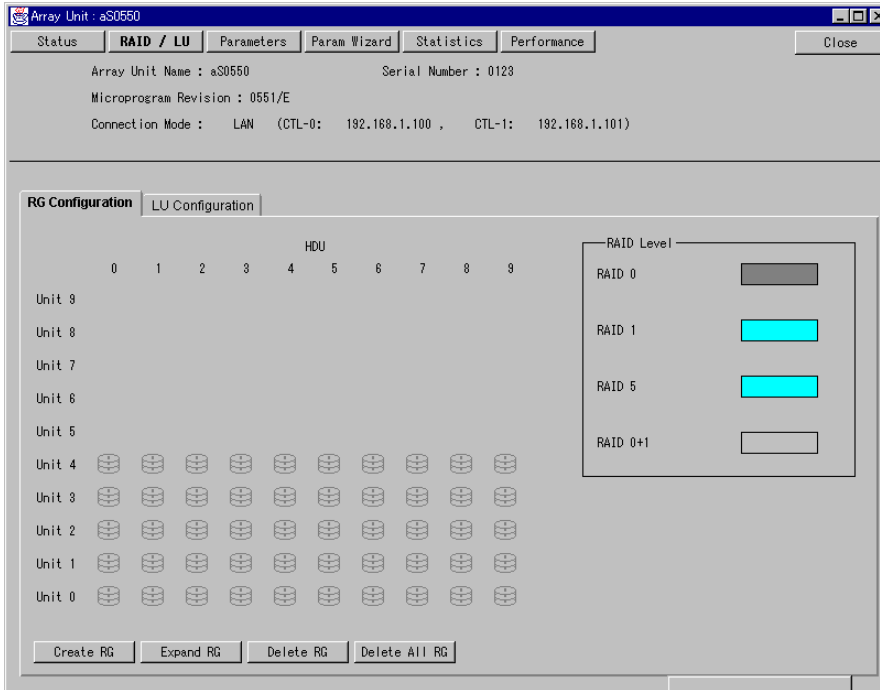 Array Unit : aS0550
Status RAID / LU Parameters Param Wizard Statistics Performance Close
Array Unit Name : aS0550 Serial Number : 0123
Microprogram Revision : 0551/E
Connection Mode : LAN (CTL-0: 192.168.1.100 , CTL-1: 192.168.1.101)
RG Configuration LU Configuration
HDU
0 1 2 3 4 5 6 7 8 9
Unit 9
Unit 8
Unit 7
Unit 6
Unit 5
Unit 4
Unit 3
Unit 2
Unit 1
Unit 0
RAID Level
RAID 0
RAID 1
RAID 5
RAID 0+1
Create RG Expand RG Delete RG Delete All RG